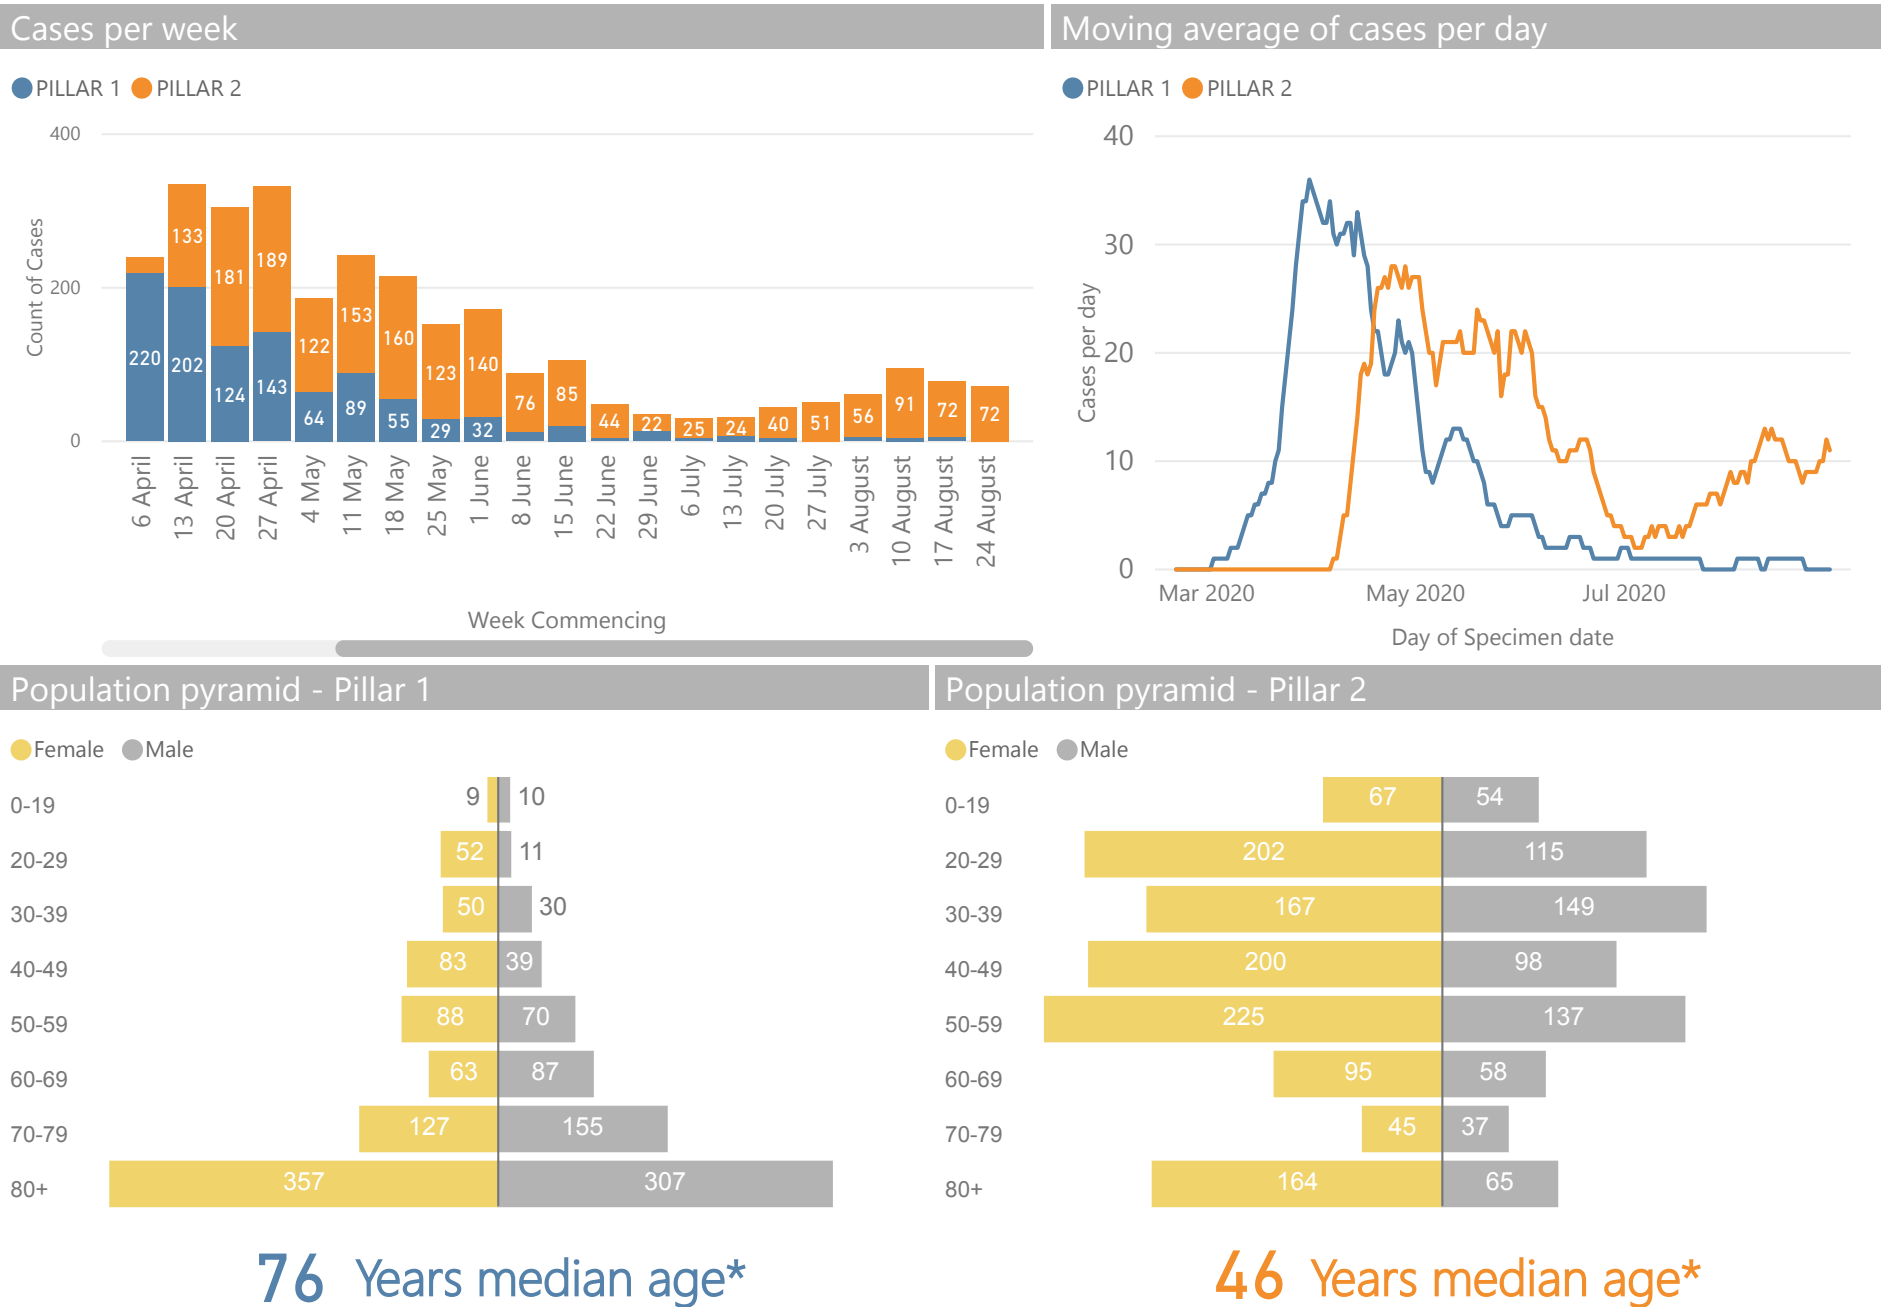 Cases per week
PILLAR 1 PILLAR 2
Count of Cases
400
200
0
133
181
189
122
153
160
123
140
76
85
44
22
25
24
40
51
56
91
72
72
220
202
124
143
64
89
55
29
32
6 April
13 April
20 April
27 April
4 May
11 May
18 May
25 May
1 June
8 June
15 June
22 June
29 June
6 July
13 July
20 July
27 July
3 August
10 August
17 August
24 August
Week Commencing
Moving average of cases per day
PILLAR 1 PILLAR 2
Cases per day
40
30
20
10
0
Mar 2020 May 2020 Jul 2020
Day of Specimen date
Population pyramid - Pillar 1
Female Male
0-19 9 10
20-29 52 11
30-39 50 30
40-49 83 39
50-59 88 70
60-69 63 87
70-79 127 155
80+ 357 307
76 Years median age*
Population pyramid - Pillar 2
Female Male
0-19 67 54
20-29 202 115
30-39 167 149
40-49 200 98
50-59 225 137
60-69 95 58
70-79 45 37
80+ 164 65
46 Years median age*